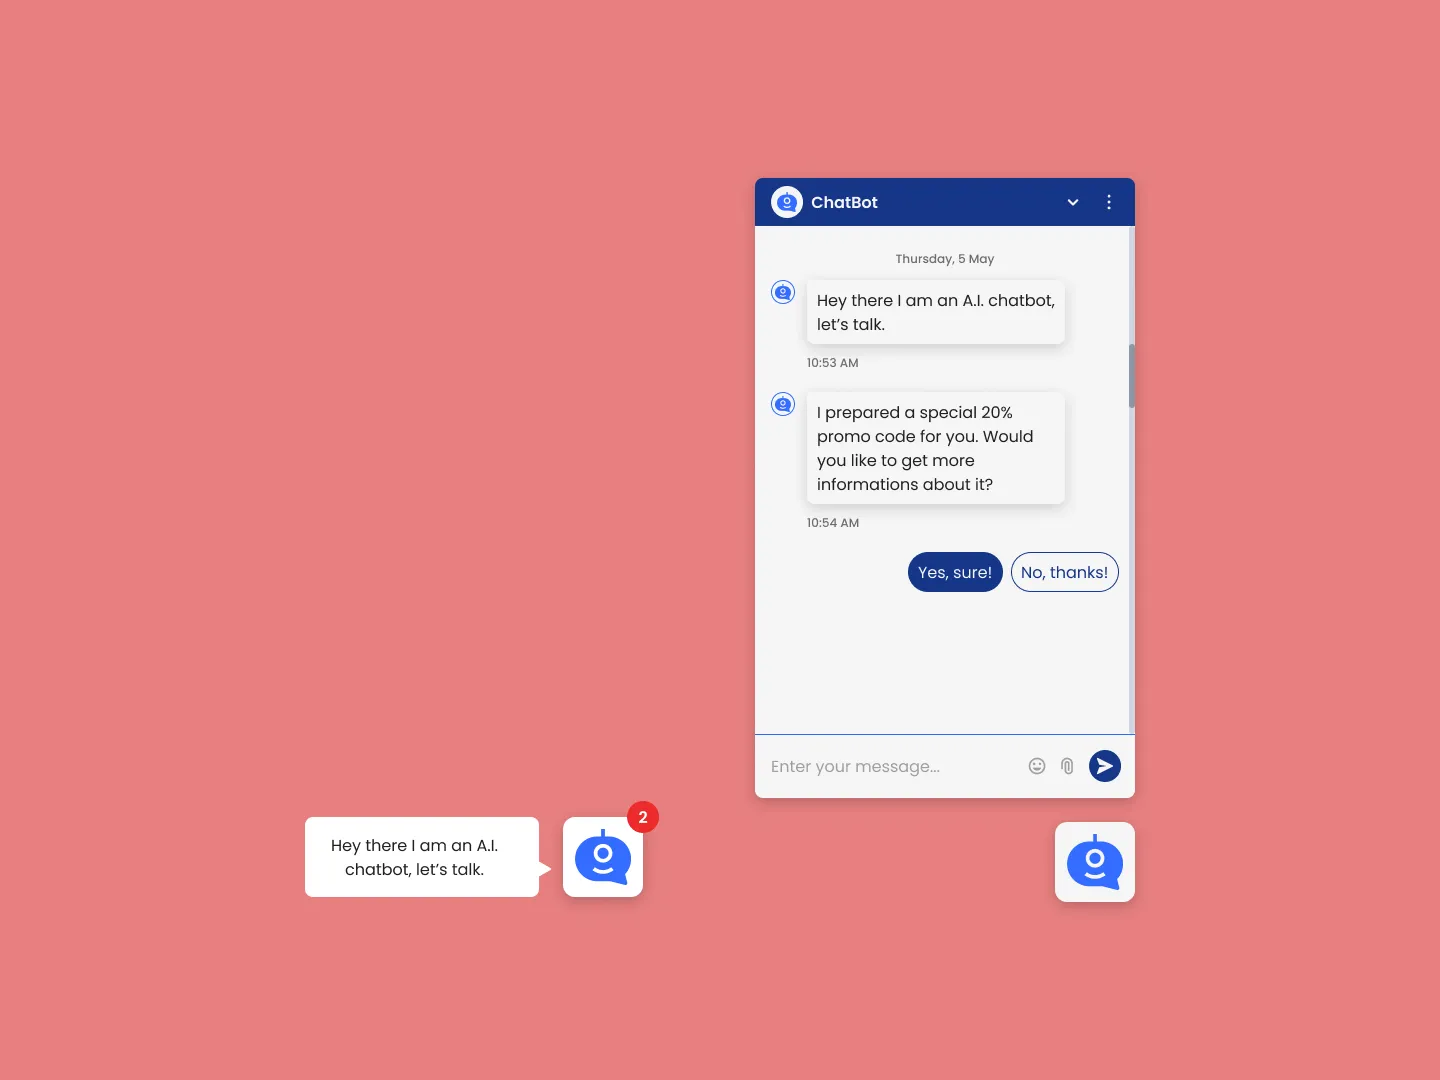 ChatBot
Thursday, 5 May
Hey there I am an A.I. chatbot,
let’s talk.
10:53 AM
I prepared a special 20%
promo code for you. Would
you like to get more
informations about it?
10:54 AM
Yes, sure!
No, thanks!
Enter your message...
Hey there I am an A.I.
chatbot, let’s talk.
2